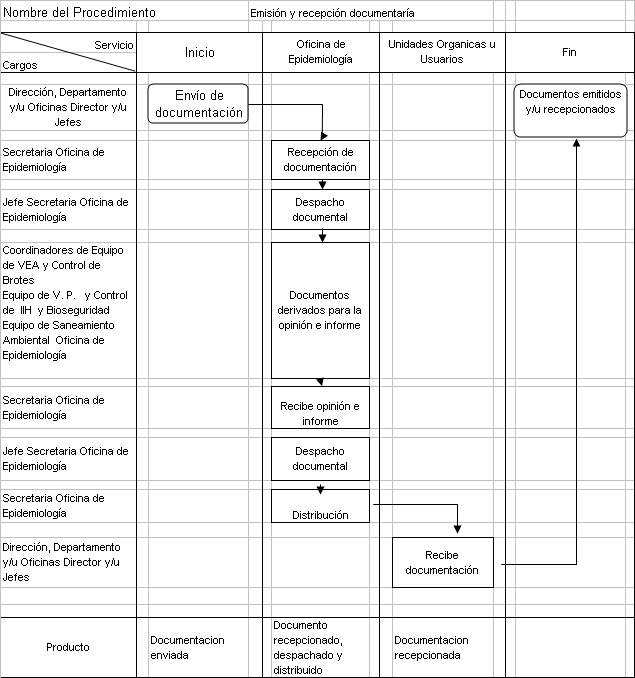 Nombre del Procedimiento
Emisión y recepción documentaría
Servicio
Cargos
Inicio
Oficina de
Epidemiología
Unidades Organicas u
Usuarios
Fin
Dirección, Departamento
y/u Oficinas Director y/u
Jefes
Envío de
documentación
Documentos emitidos
y/u recepcionados
Secretaria Oficina de
Epidemiología
Recepción de
documentación
Jefe Secretaria Oficina de
Epidemiología
Despacho
documental
Coordinadores de Equipo
de VEA y Control de
Brotes
Equipo de V. P. y Control
de IIH y Bioseguridad
Equipo de Saneamiento
Ambiental Oficina de
Epidemiología
Documentos
derivados para la
opinión e informe
Secretaria Oficina de
Epidemiología
Recibe opinión e
informe
Jefe Secretaria Oficina de
Epidemiología
Despacho
documental
Secretaria Oficina de
Epidemiología
Distribución
Dirección, Departamento
y/u Oficinas Director y/u
Jefes
Recibe
documentación
Producto
Documentacion
enviada
Documento
recepcionado,
despachado y
distribuido
Documentacion
recepcionada